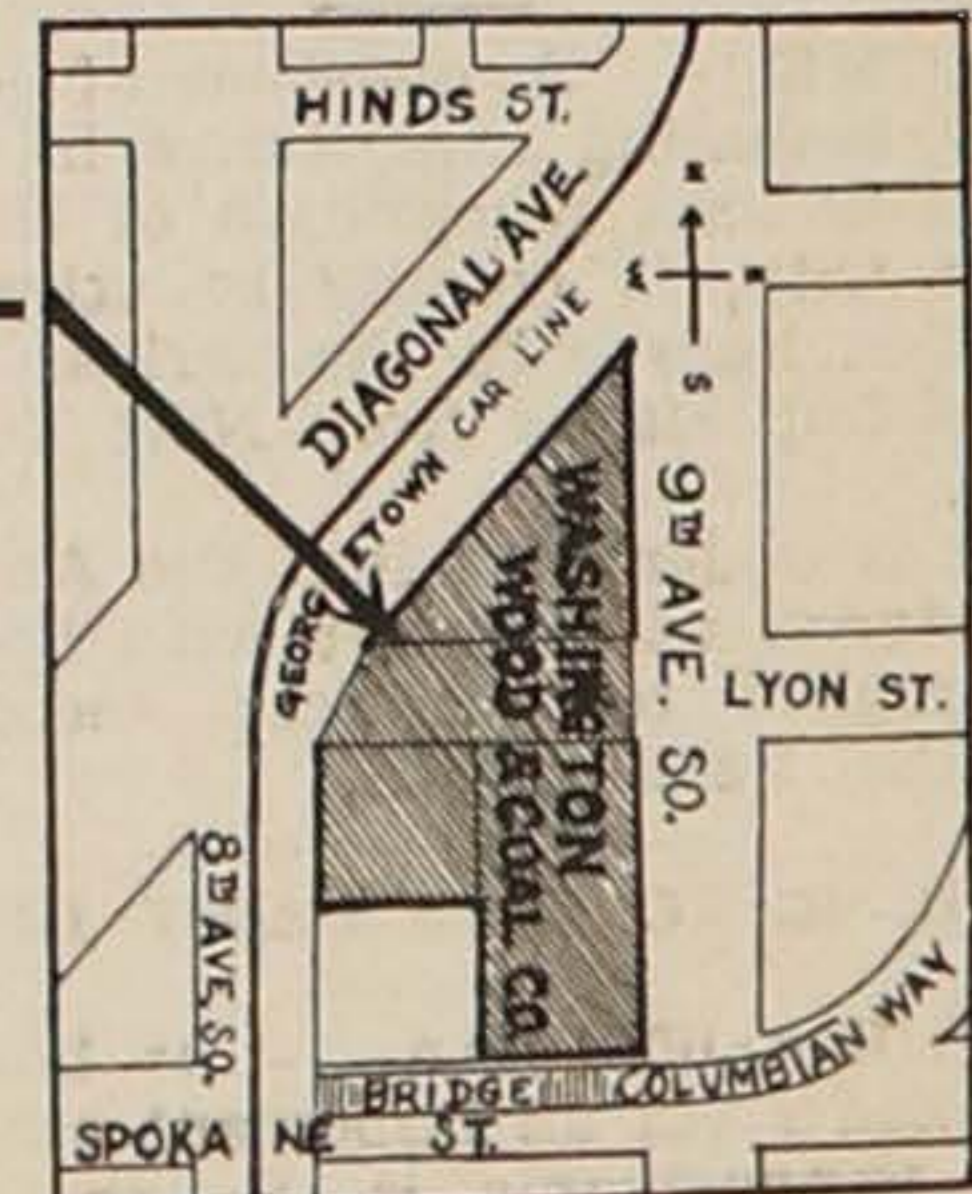 HINDS ST.
DIAGONAL AVE
GEORGETOWN CAR LINE
N
W
S
9TH AVE. SO.
WASHINGTON
WOOD & COAL CO.
LYON ST.
8TH AVE. SO.
BRIDGE
COLUMBIAN WAY
SPOKANE ST.